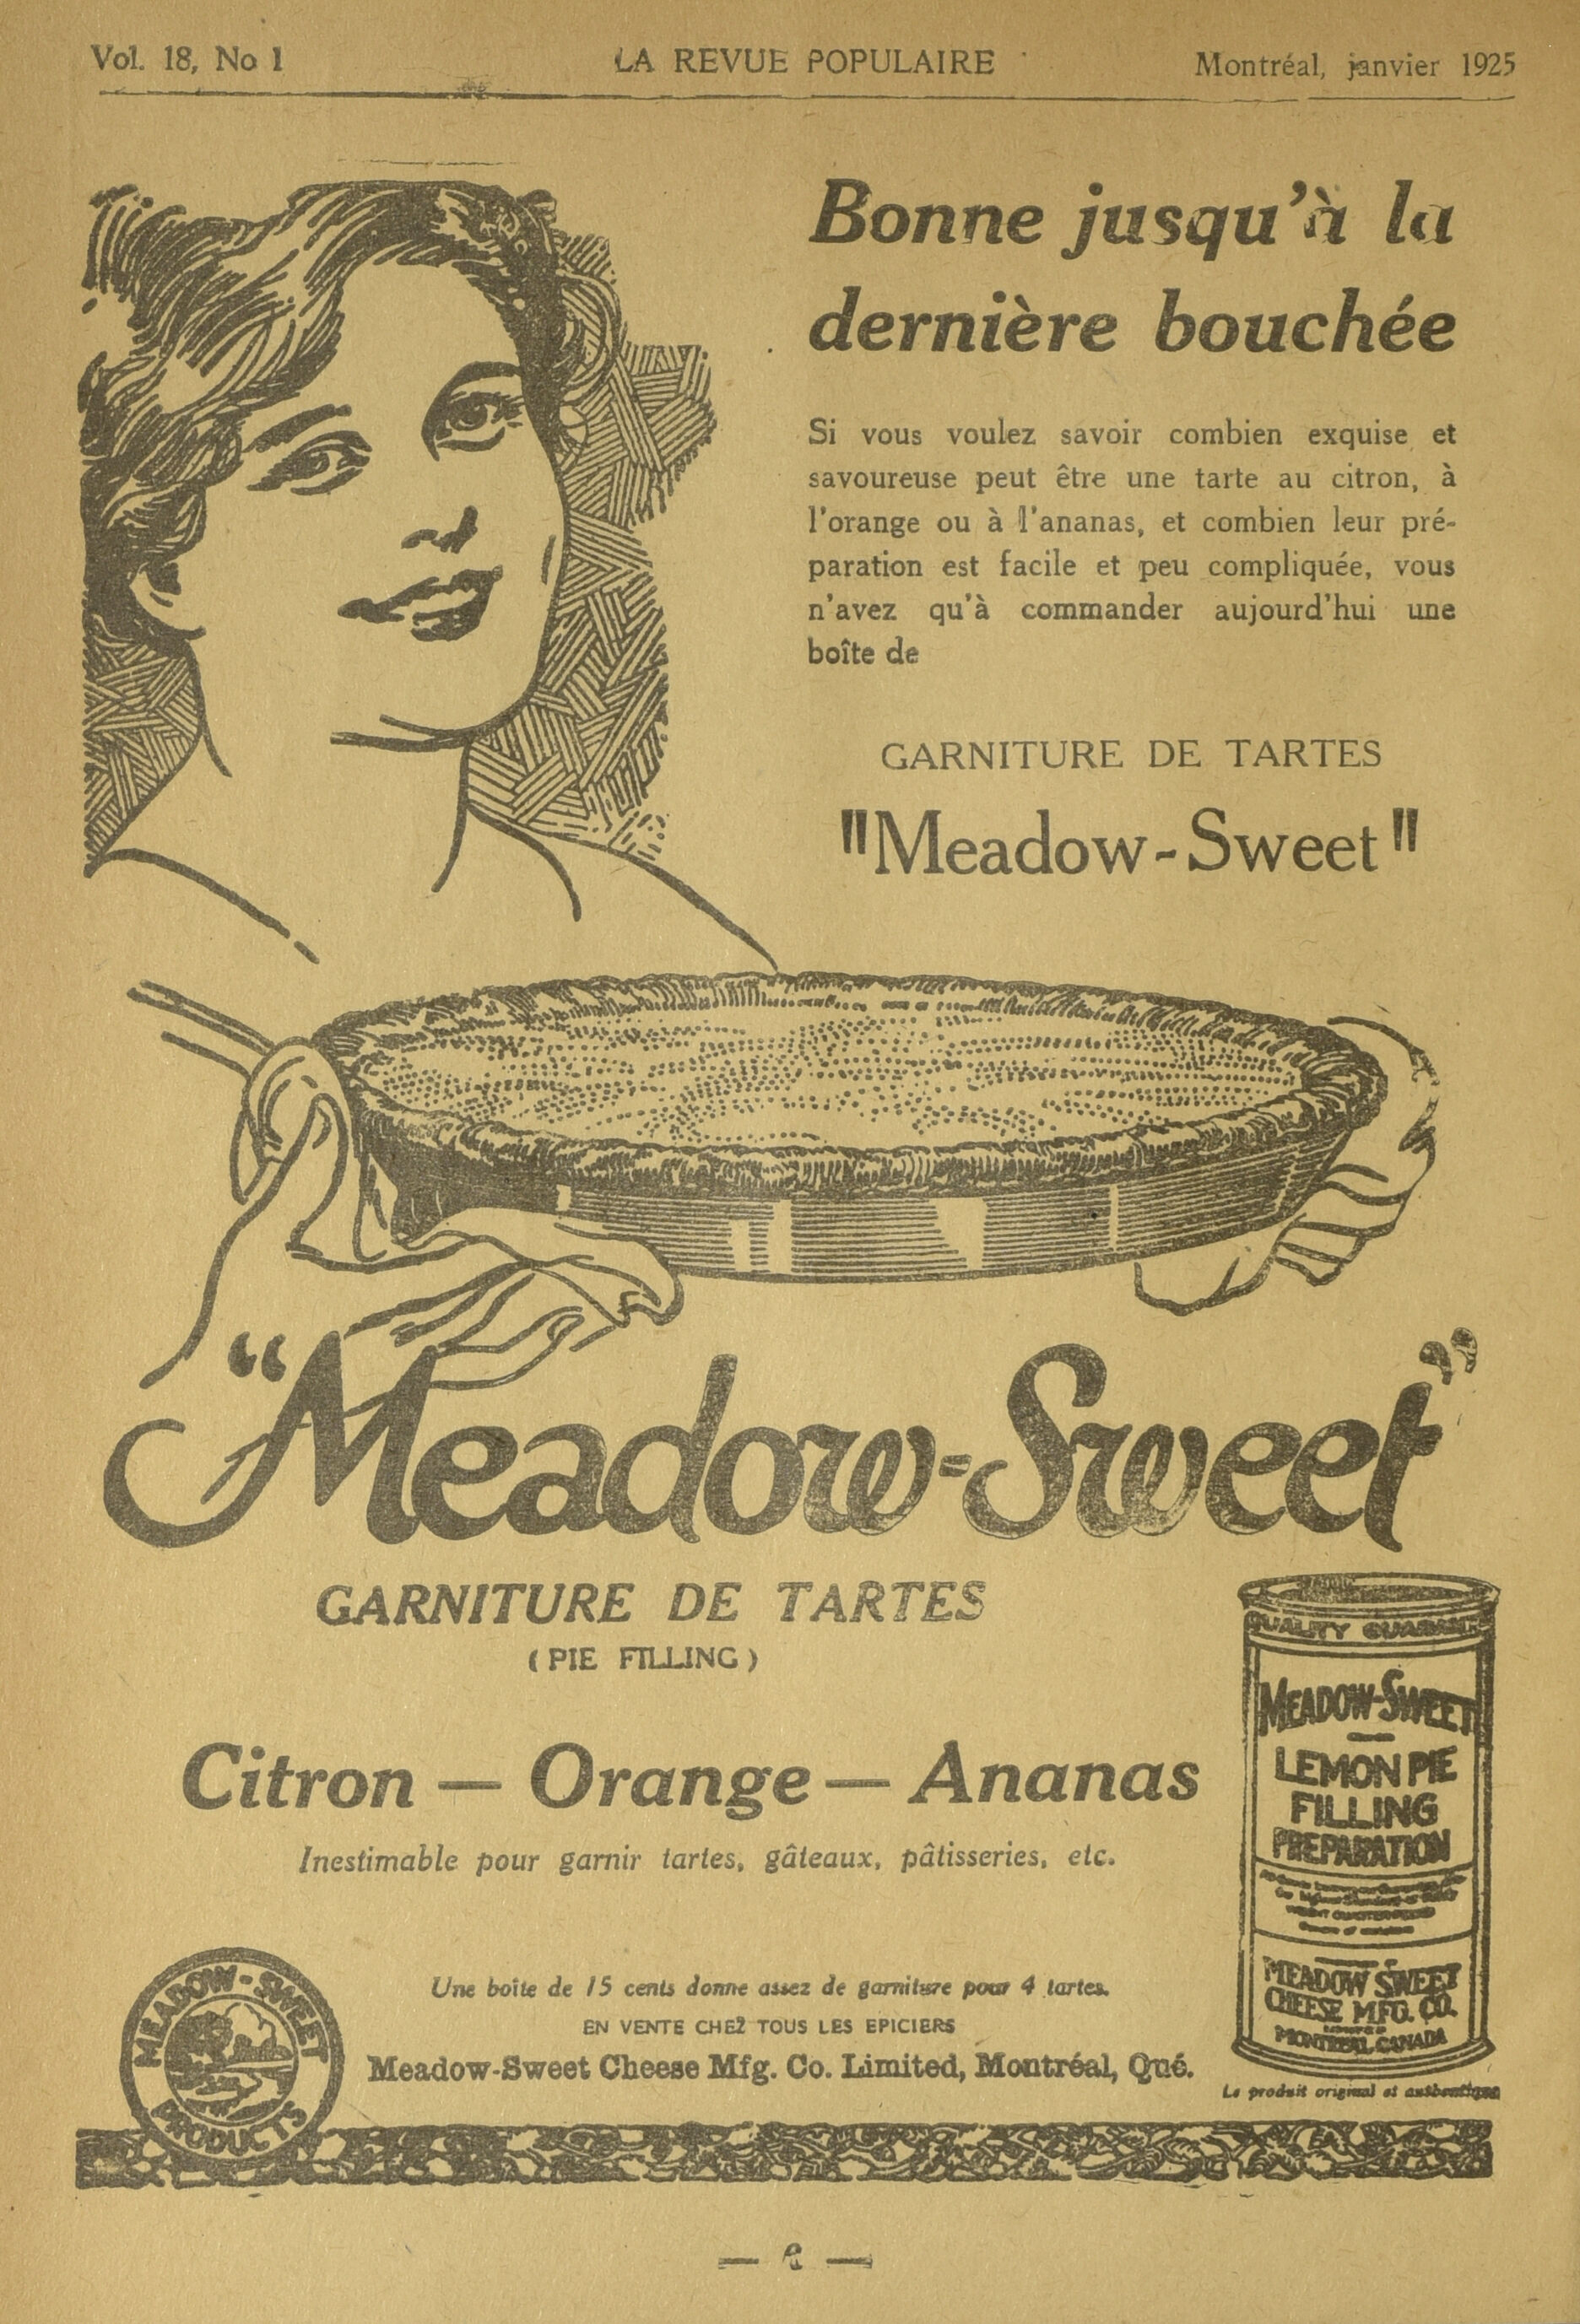 Vol. 18, No 1 LA REVUE POPULAIRE Montréal, janvier 1925
Bonne jusqu'à la
dernière bouchée
Si vous voulez savoir combien exquise et
savoureuse peut être une tarte au citron, à
l'orange ou à l'ananas, et combien leur pré-
paration est facile et peu compliquée, vous
n'avez qu'à commander aujourd'hui une
boîte de
GARNITURE DE TARTES
"Meadow-Sweet"
"Meadow-Sweet"
GARNITURE DE TARTES
(PIE FILLING)
Citron — Orange — Ananas
Inestimable pour garnir tartes, gâteaux, pâtisseries, etc.
QUALITY
MEADOW-SWEET
LEMON PIE
FILLING
PREPARATION
MEADOW SWEET
CHEESE MFG. CO.
MONTREAL, CANADA
Le produit original et authentique
MEADOW-SWEET
PRODUCTS
Une boîte de 15 cents donne assez de garniture pour 4 tartes.
EN VENTE CHEZ TOUS LES EPICIERS
Meadow-Sweet Cheese Mfg. Co. Limited, Montréal, Qué.